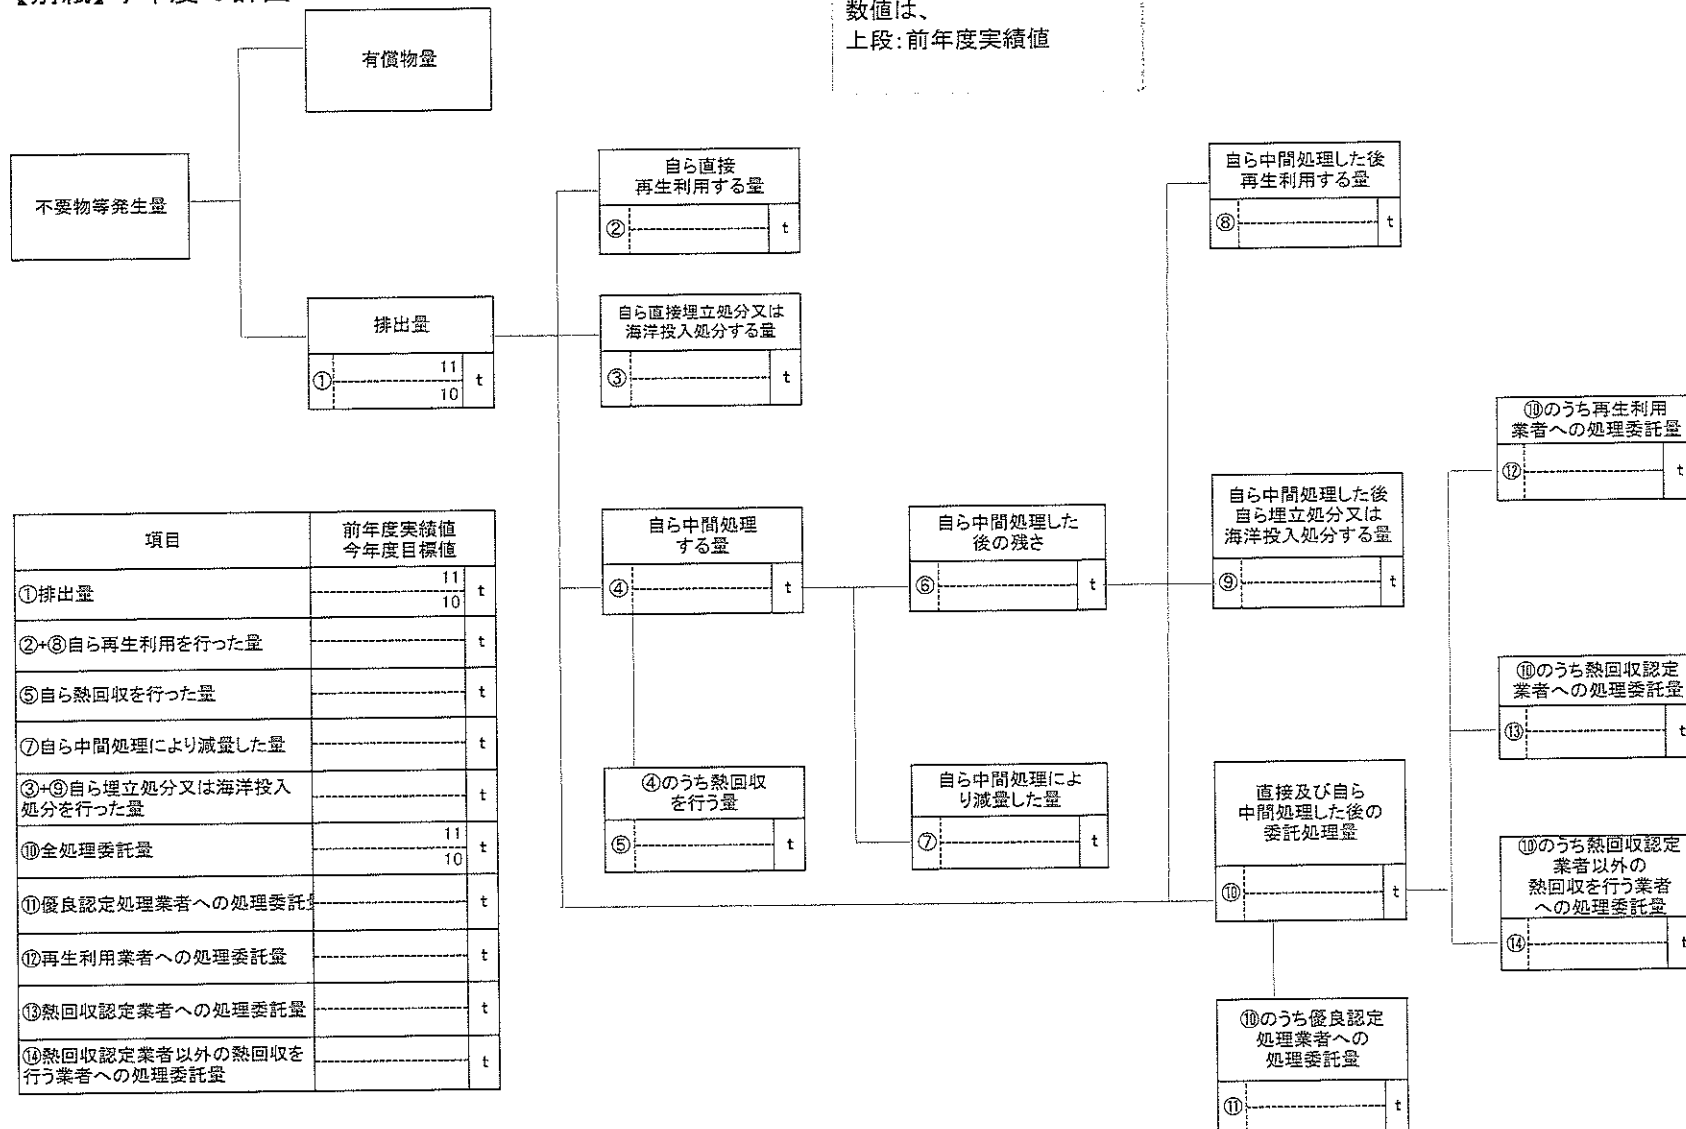 数値は、
上段:前年度実績値
有償物量
不要物等発生量
排出量
① 11 t
10
自ら直接
再生利用する量
② t
自ら直接埋立処分又は
海洋投入処分する量
③ t
自ら中間処理
する量
④ t
④のうち熱回収
を行う量
⑤ t
自ら中間処理した
後の残さ
⑥ t
自ら中間処理によ
り減量した量
⑦ t
自ら中間処理した後
再生利用する量
⑧ t
自ら中間処理した後
自ら埋立処分又は
海洋投入処分する量
⑨ t
直接及び自ら
中間処理した後の
委託処理量
⑩ t
⑩のうち優良認定
処理業者への
処理委託量
⑪ t
⑩のうち再生利用
業者への処理委託量
⑫ t
⑩のうち熱回収認定
業者への処理委託量
⑬ t
⑩のうち熱回収認定
業者以外の
熱回収を行う業者
への処理委託量
⑭ t
項目 前年度実績値
今年度目標値
①排出量 11 t
10
②+⑧自ら再生利用を行った量 t
⑤自ら熱回収を行った量 t
⑦自ら中間処理により減量した量 t
③+⑨自ら埋立処分又は海洋投入
処分を行った量 t
⑩全処理委託量 11 t
10
⑪優良認定処理業者への処理委託 t
⑫再生利用業者への処理委託量 t
⑬熱回収認定業者への処理委託量 t
⑭熱回収認定業者以外の熱回収を
行う業者への処理委託量 t